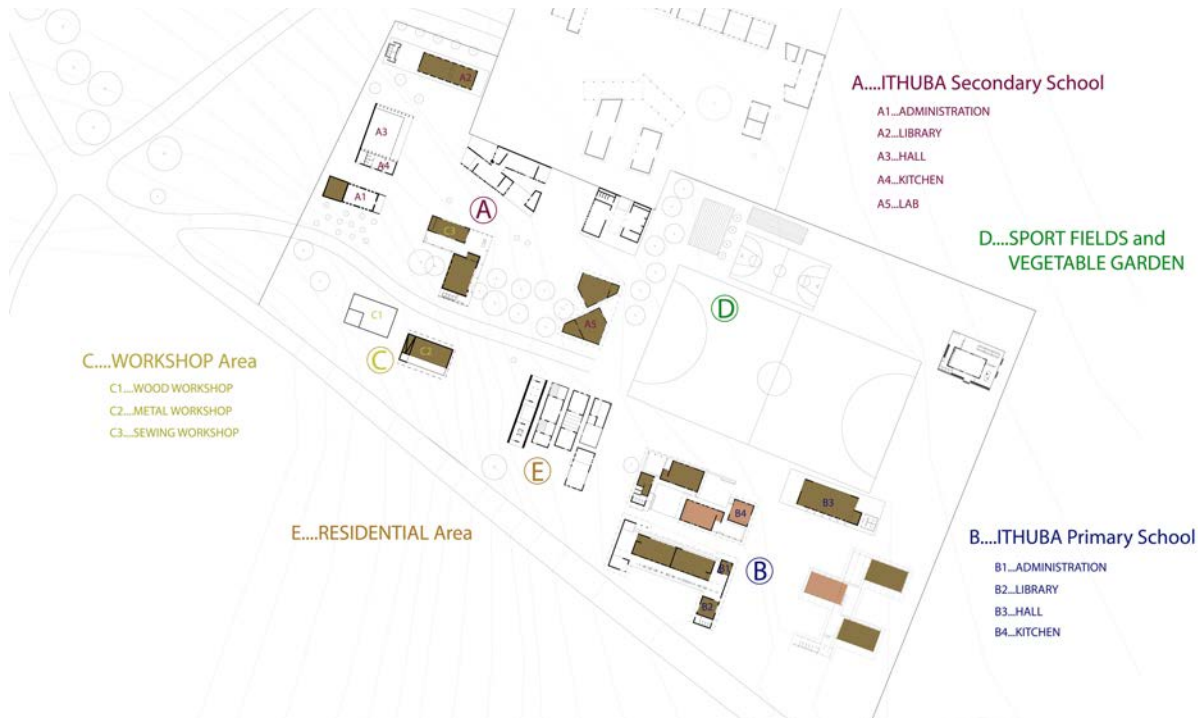 A....ITHUBA Secondary School
A1...ADMINISTRATION
A2...LIBRARY
A3...HALL
A4...KITCHEN
A5...LAB
D....SPORT FIELDS and
VEGETABLE GARDEN
C....WORKSHOP Area
C1....WOOD WORKSHOP
C2....METAL WORKSHOP
C3....SEWING WORKSHOP
E....RESIDENTIAL Area
B....ITHUBA Primary School
B1...ADMINISTRATION
B2...LIBRARY
B3...HALL
B4...KITCHEN
A2
A3
A4
A1
A
C3
C1
C2
C
A5
D
E
B4
B3
B1
B
B2